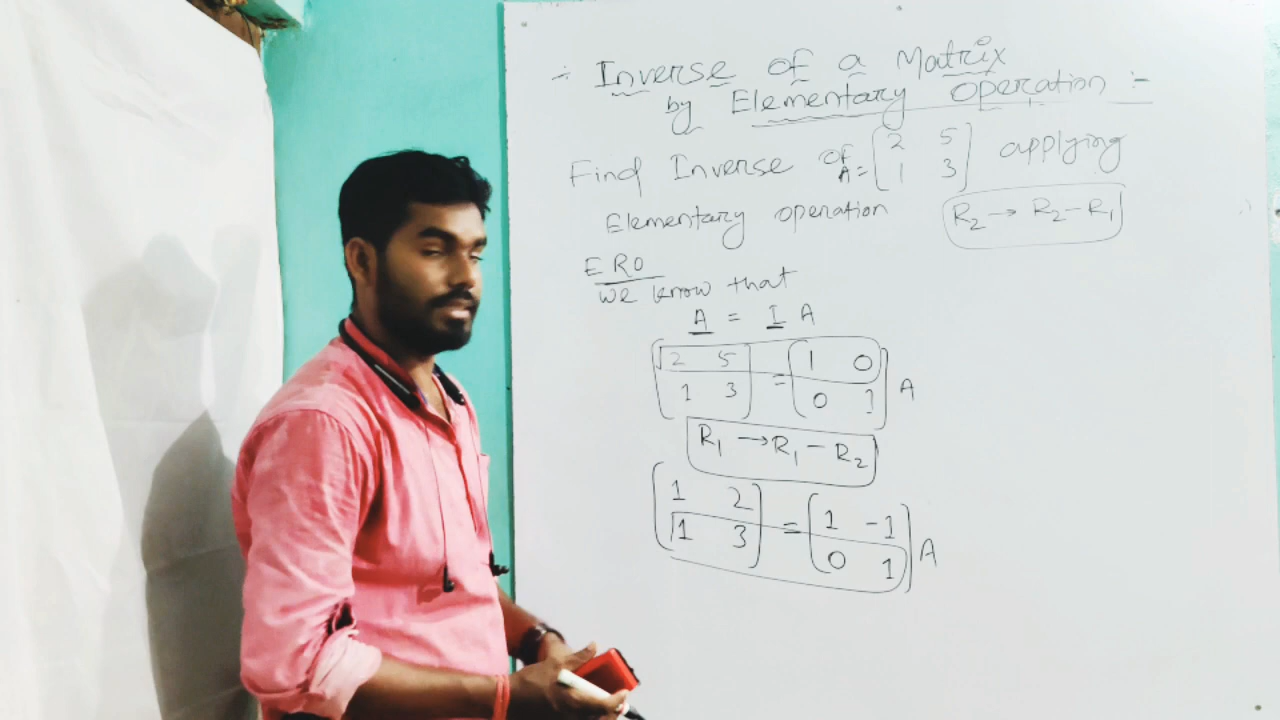 ÷ Inverse of a Matrix
by Elementary Operation :-
Find Inverse of A = [2 5 applying
1 3]
Elementary operation R₂ → R₂ - R₁
ERO
we know that
A = I A
[2 5 = [1 0
1 3] 0 1] A
R₁ → R₁ - R₂
[1 2 = [1 -1
1 3] 0 1] A